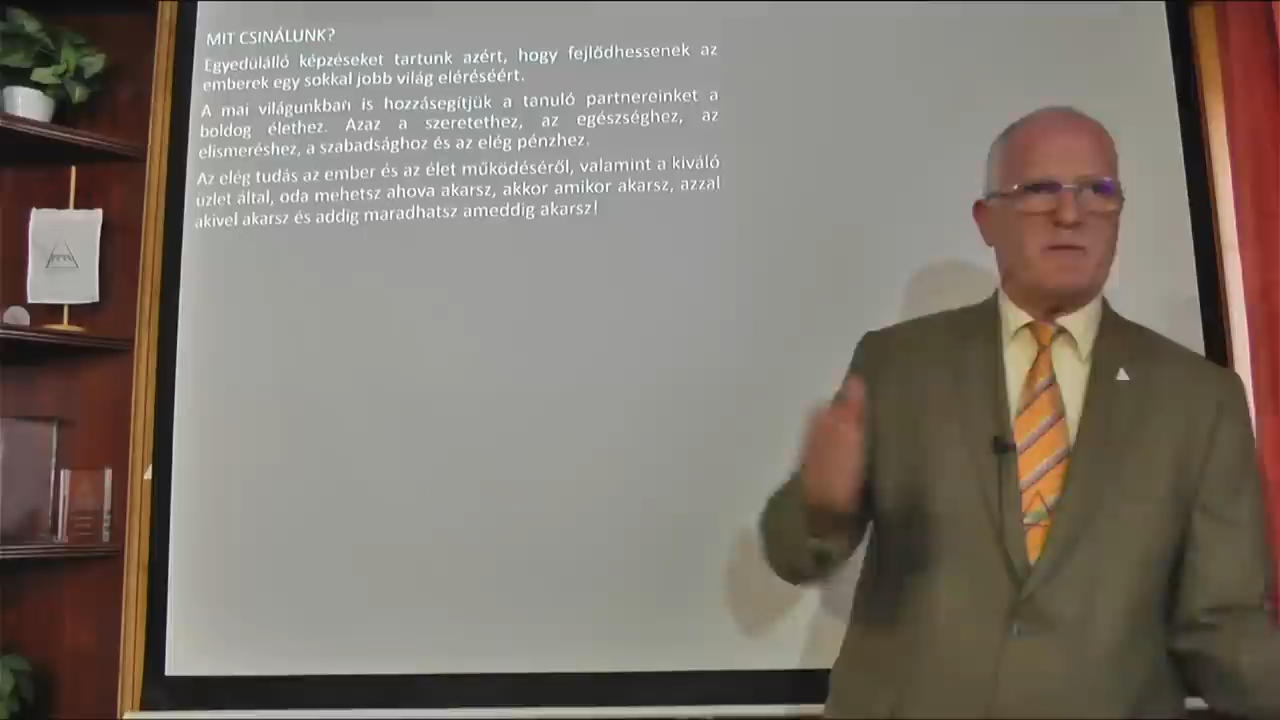 MIT CSINÁLUNK?
Egyedülálló képzéseket tartunk azért, hogy fejlődhessenek az
emberek egy sokkal jobb világ eléréséért.
A mai világunkban is hozzásegítjük a tanuló partnereinket a
boldog élethez. Azaz a szeretethez, az egészséghez, az
elismeréshez, a szabadsághoz és az elég pénzhez.
Az elég tudás az ember és az élet működéséről, valamint a kiváló
üzlet által, oda mehetsz ahova akarsz, akkor amikor akarsz, azzal
akivel akarsz és addig maradhatsz ameddig akarsz!